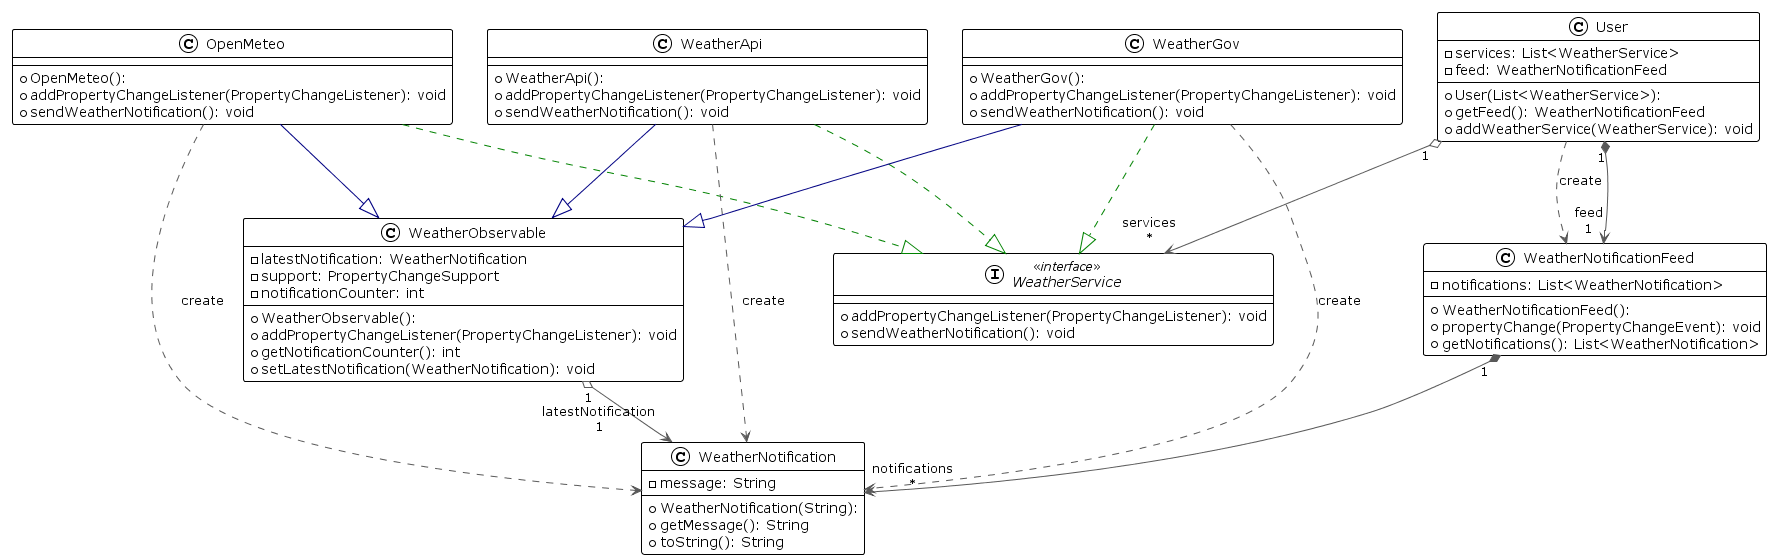 C OpenMeteo
OpenMeteo():
addPropertyChangeListener(PropertyChangeListener): void
sendWeatherNotification(): void
C WeatherApi
WeatherApi():
addPropertyChangeListener(PropertyChangeListener): void
sendWeatherNotification(): void
C WeatherGov
WeatherGov():
addPropertyChangeListener(PropertyChangeListener): void
sendWeatherNotification(): void
C User
services: List<WeatherService>
feed: WeatherNotificationFeed
User(List<WeatherService>):
getFeed(): WeatherNotificationFeed
addWeatherService(WeatherService): void
1
1
create
services
*
feed
1
C WeatherObservable
latestNotification: WeatherNotification
support: PropertyChangeSupport
notificationCounter: int
WeatherObservable():
addPropertyChangeListener(PropertyChangeListener): void
getNotificationCounter(): int
setLatestNotification(WeatherNotification): void
I «interface»
WeatherService
addPropertyChangeListener(PropertyChangeListener): void
sendWeatherNotification(): void
C WeatherNotificationFeed
notifications: List<WeatherNotification>
WeatherNotificationFeed():
propertyChange(PropertyChangeEvent): void
getNotifications(): List<WeatherNotification>
create
create
create
1
1
latestNotification
1
notifications
*
C WeatherNotification
message: String
WeatherNotification(String):
getMessage(): String
toString(): String